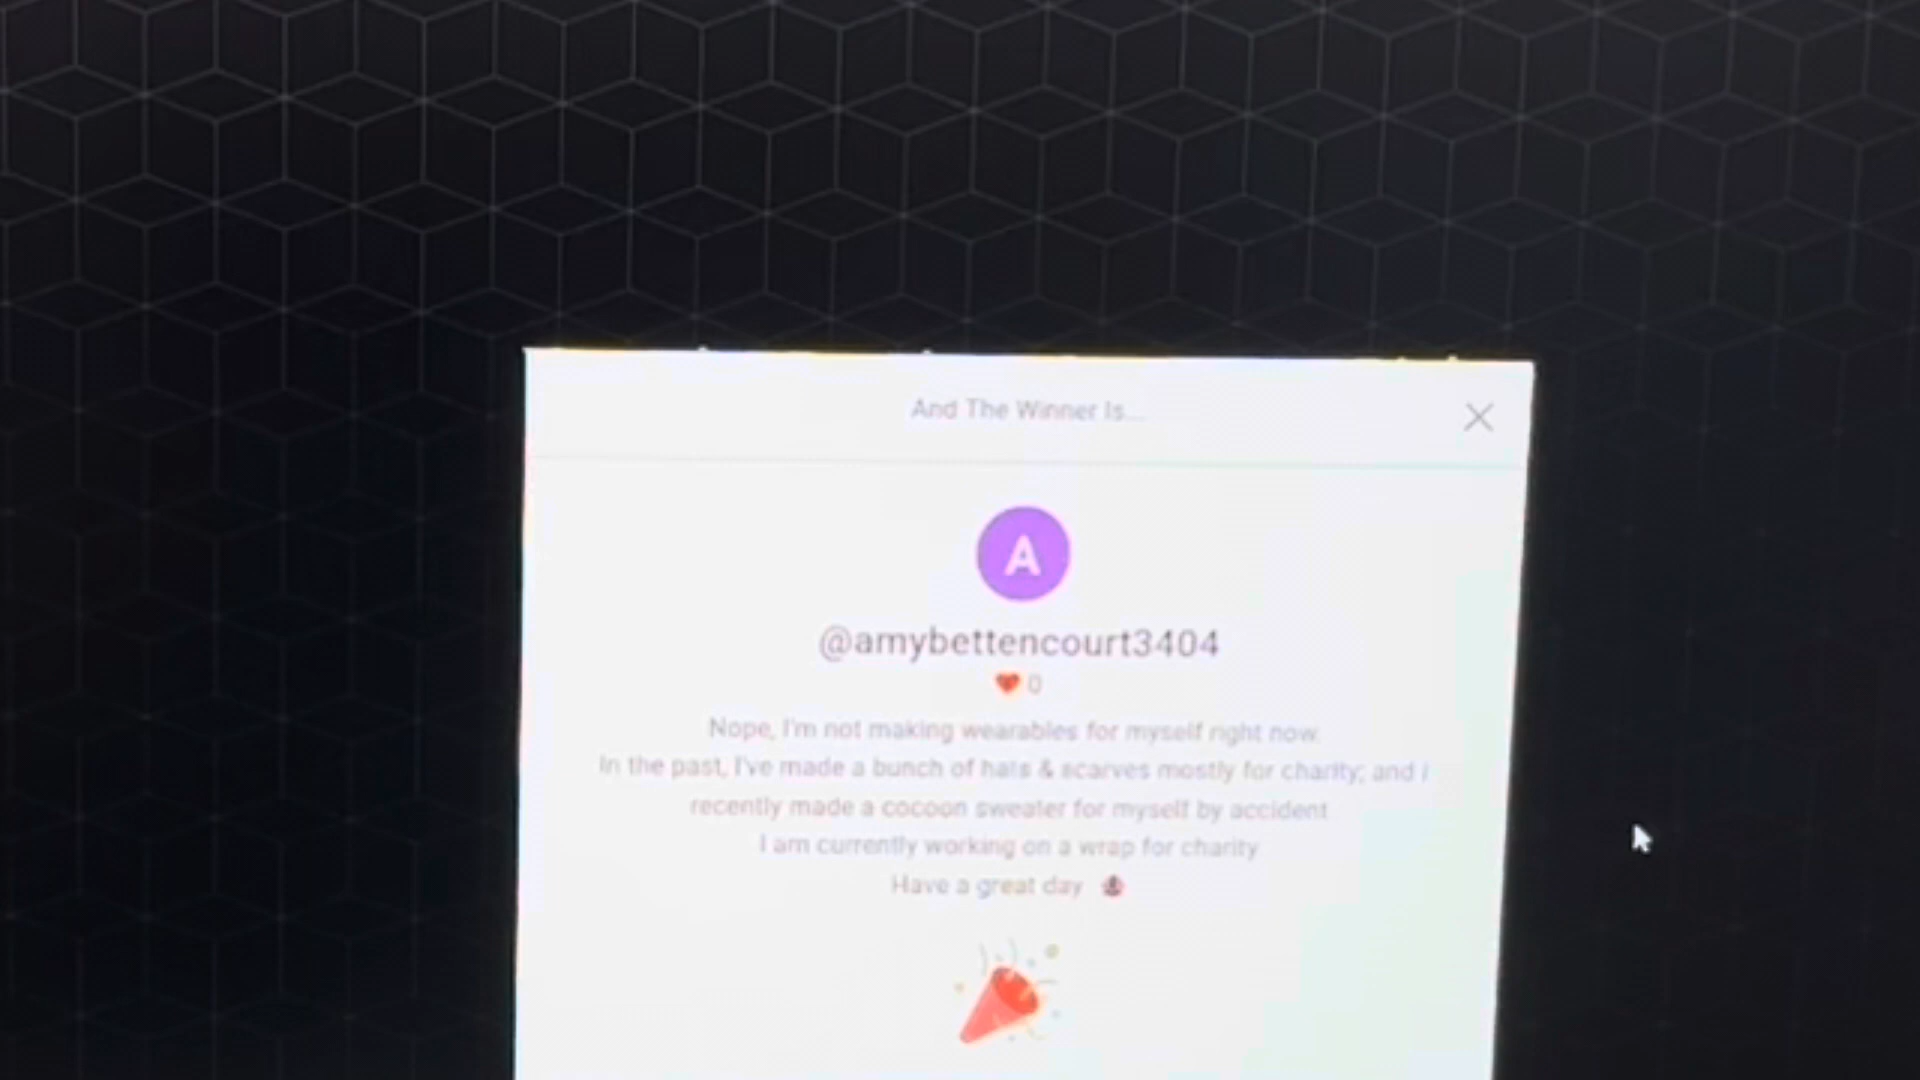 And The Winner Is...
A
@amybettencourt3404
0
Nope, I'm not making wearables for myself right now.
In the past, I've made a bunch of hats & scarves mostly for charity; and I
recently made a cocoon sweater for myself by accident
I am currently working on a wrap for charity
Have a great day